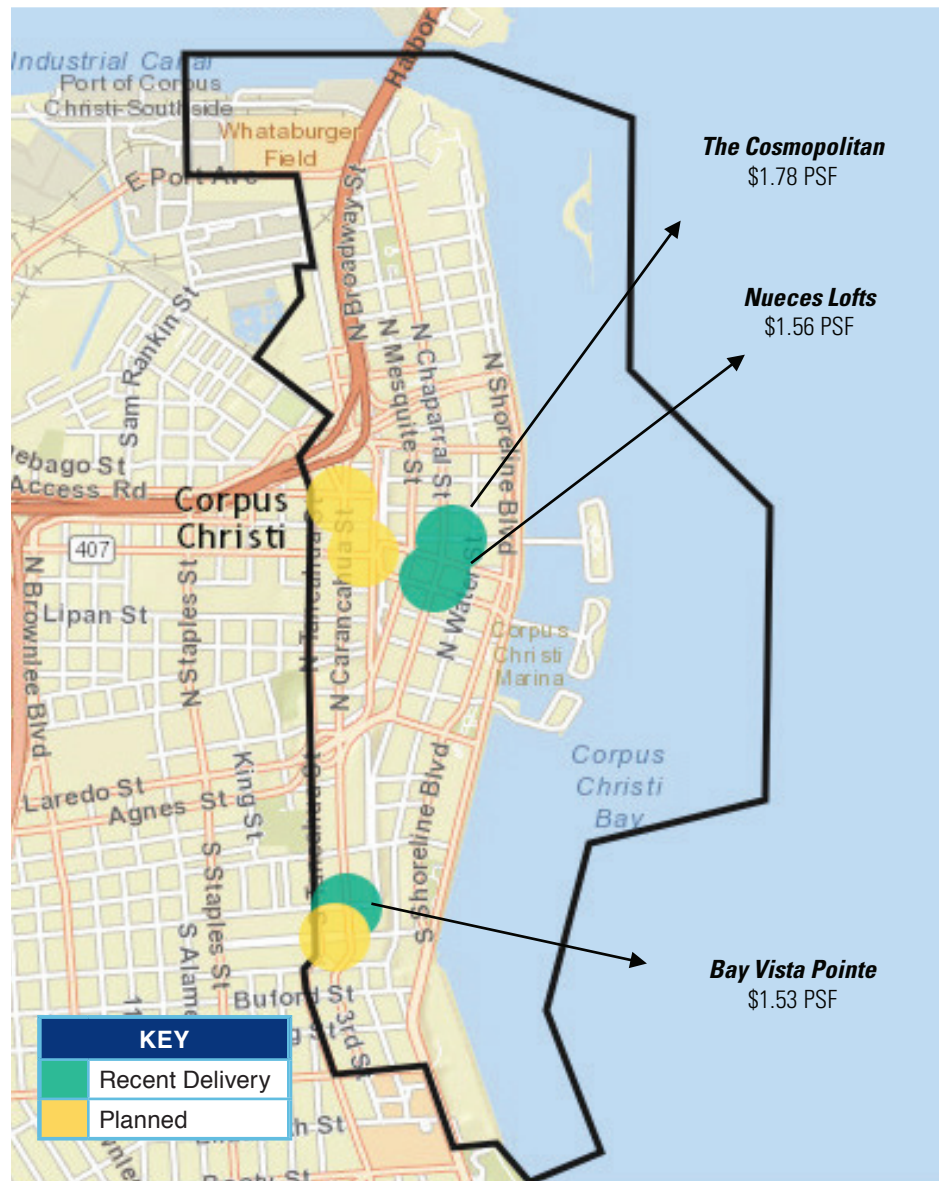 Industrial Canal
Port of Corpus
Christi-Southside
Harbor
Whataburger
Field
E Port Ave
N Broadway St
The Cosmopolitan
$1.78 PSF
Nueces Lofts
$1.56 PSF
Sam Rankin St
N Mesquite St
N Chaparral St
N Shoreline Blvd
Access Rd
Corpus
Christi
407
N Brownlee Blvd
Lipan St
N Staples St
N Carancahua St
N Water St
Corpus
Christi
Marina
Corpus
Christi
Bay
Laredo St
Agnes St
King St
S Staples St
S Shoreline Blvd
Bay Vista Pointe
$1.53 PSF
Buford St
3rd St
KEY
Recent Delivery
Planned